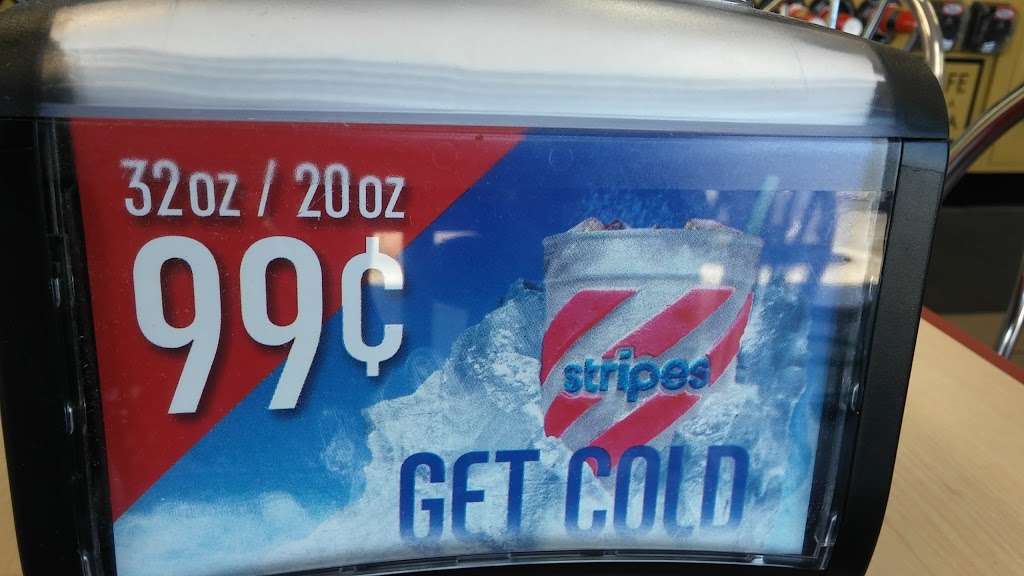 32oz / 20oz
99¢
stripes
GET COLD